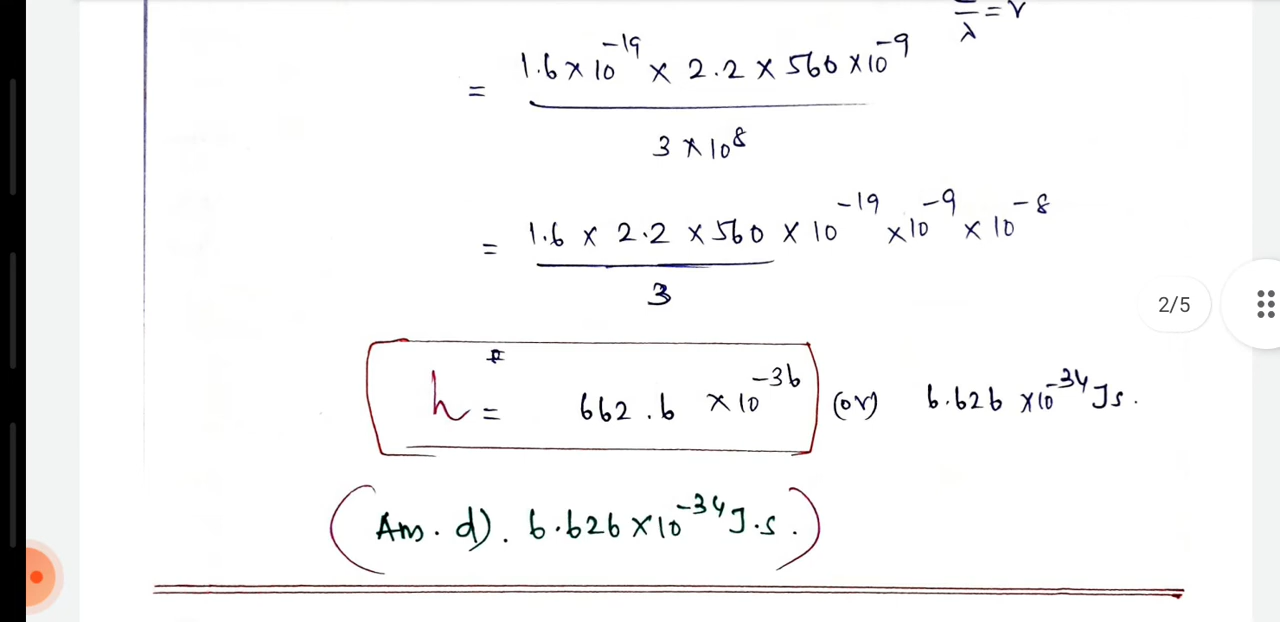 /λ = ν
= 1.6 × 10^-19 × 2.2 × 560 × 10^-9
3 × 10^8
= 1.6 × 2.2 × 560 × 10^-19 × 10^-9 × 10^-8
3
2/5
h = 662.6 × 10^-36 (or) 6.626 × 10^-34 Js.
(Ans. d). 6.626 × 10^-34 J.s.)